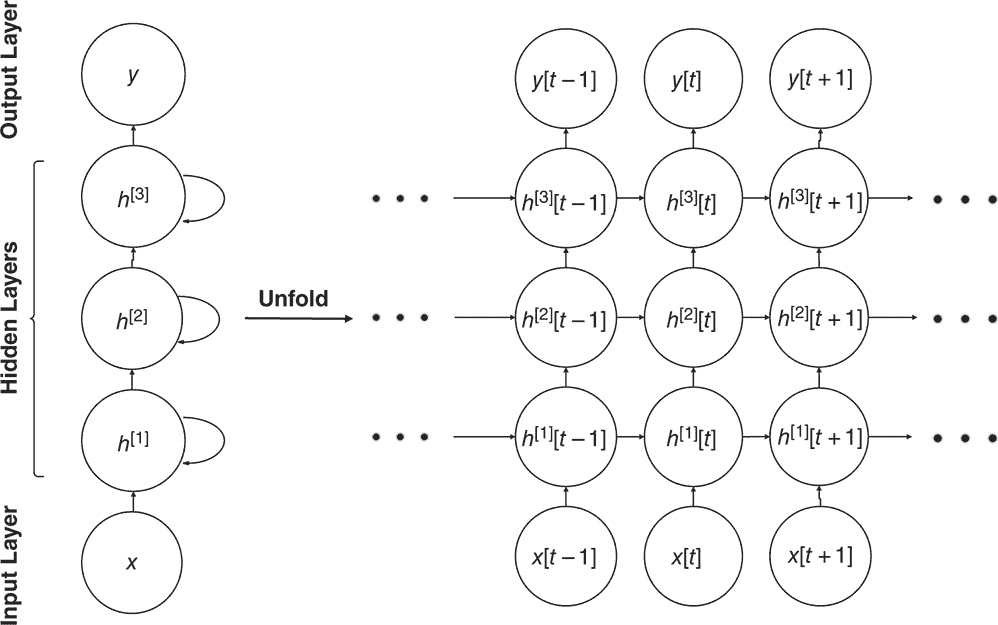 Output Layer
y
y[t − 1]
y[t]
y[t + 1]
Hidden Layers
h[3]
• • •
h[3][t − 1]
h[3][t]
h[3][t + 1]
• • •
h[2]
Unfold
• • •
h[2][t − 1]
h[2][t]
h[2][t + 1]
• • •
h[1]
• • •
h[1][t − 1]
h[1][t]
h[1][t + 1]
• • •
Input Layer
x
x[t − 1]
x[t]
x[t + 1]